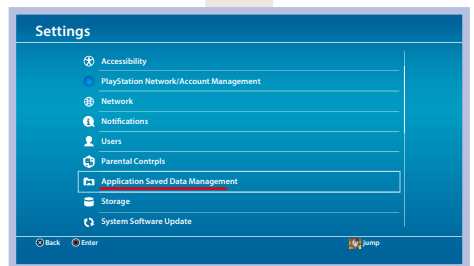 Settings
Accessibility
PlayStation Network/Account Management
Network
Notifications
Users
Parental Contrpls
Application Saved Data Management
Storage
System Software Update
Back Enter jump